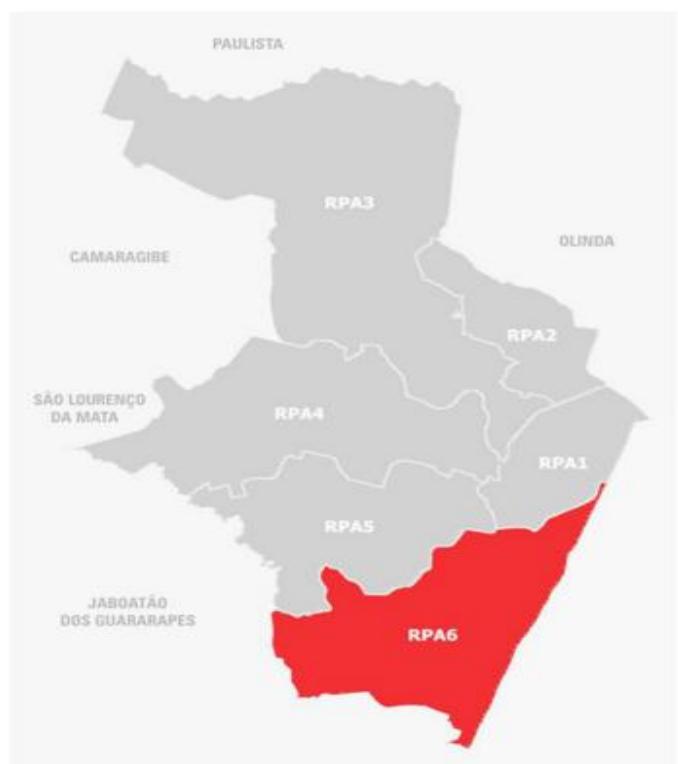 PAULISTA
RPA3
OLINDA
CAMARAGIBE
RPA2
SÃO LOURENÇO
DA MATA
RPA4
RPA1
RPA5
JABOATÃO
DOS GUARARAPES
RPA6